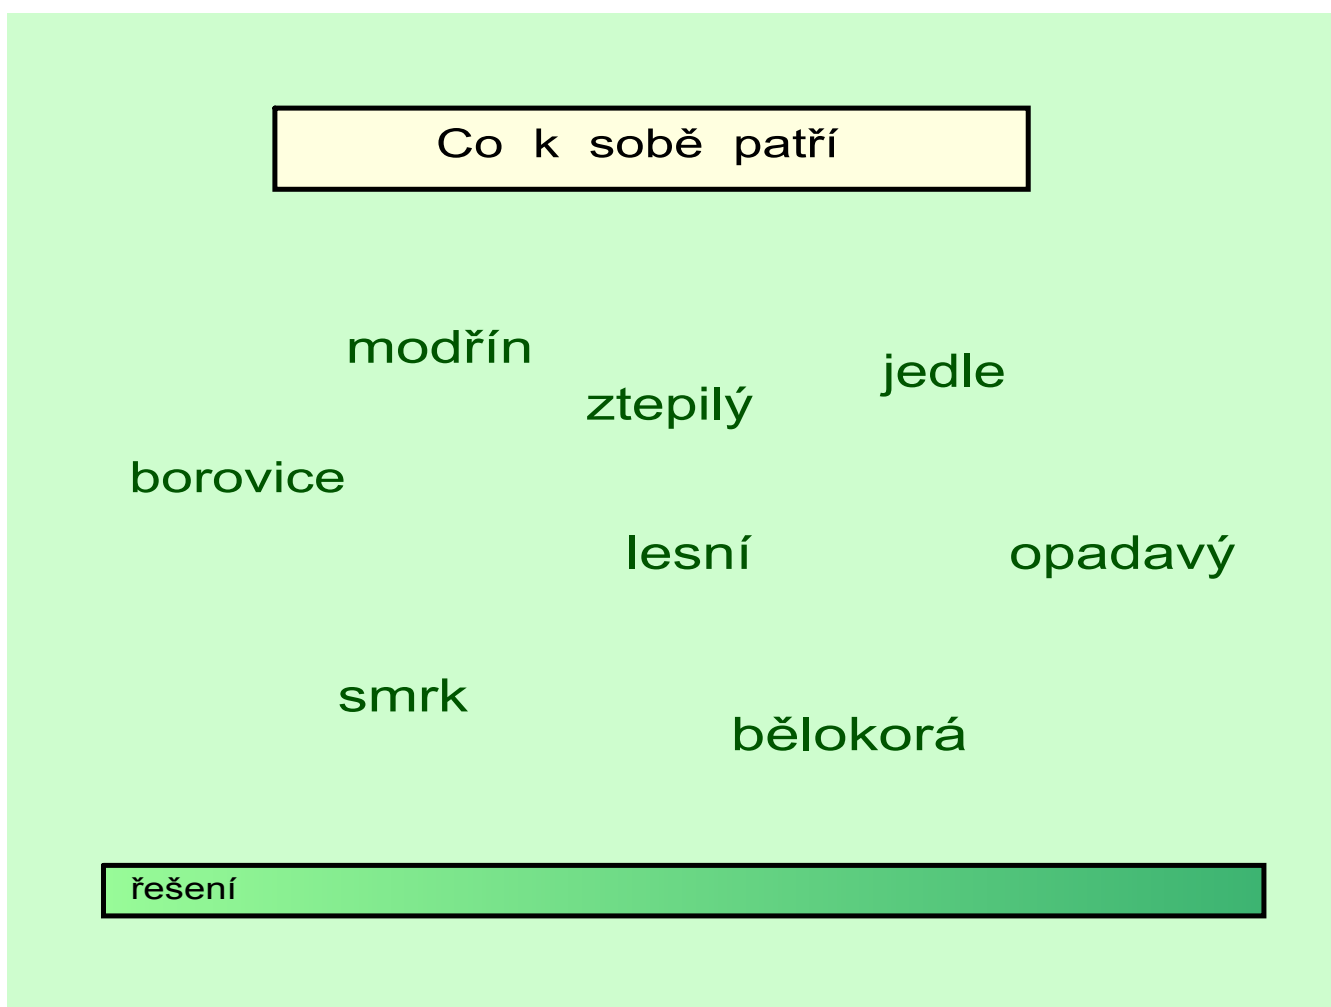 Co k sobě patří
modřín
jedle
ztepilý
borovice
lesní
opadavý
smrk
bělokorá
řešení